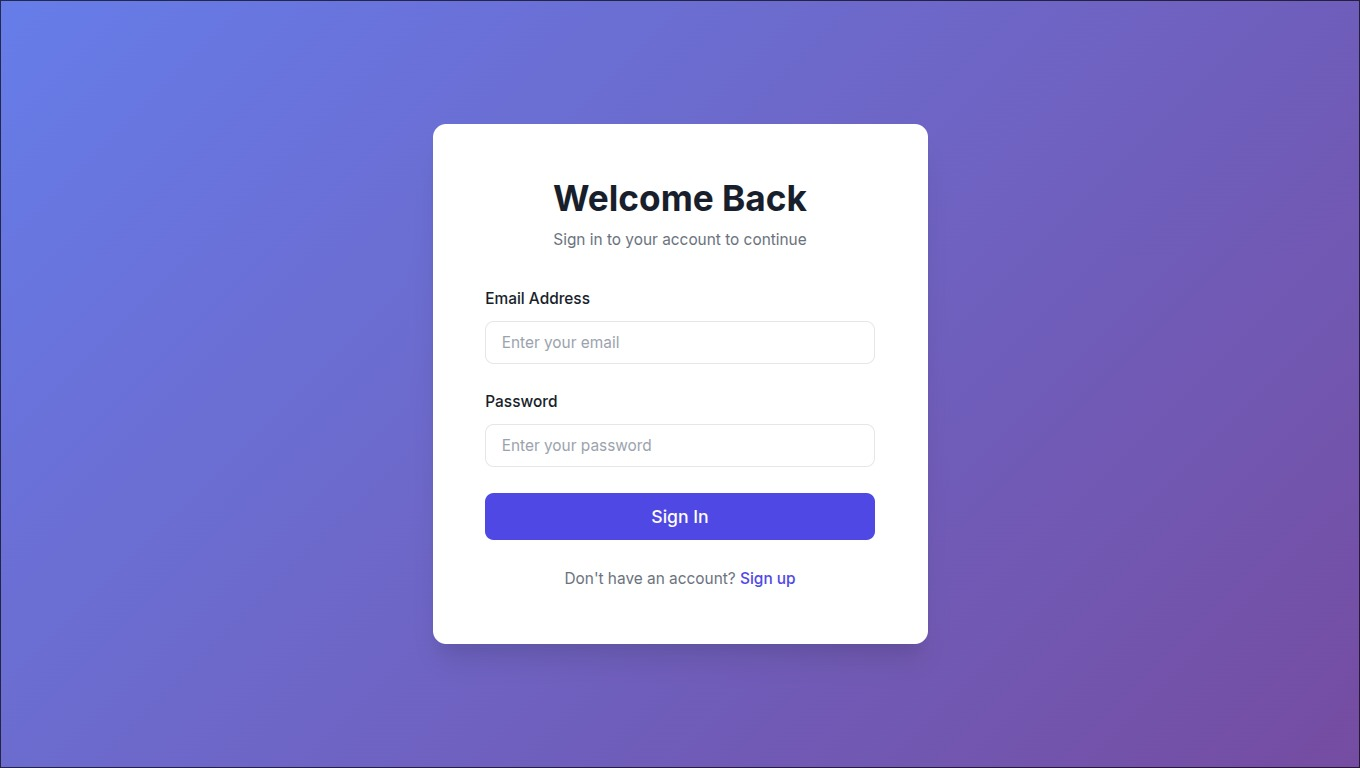 Welcome Back
Sign in to your account to continue
Email Address
Enter your email
Password
Enter your password
Sign In
Don't have an account? Sign up